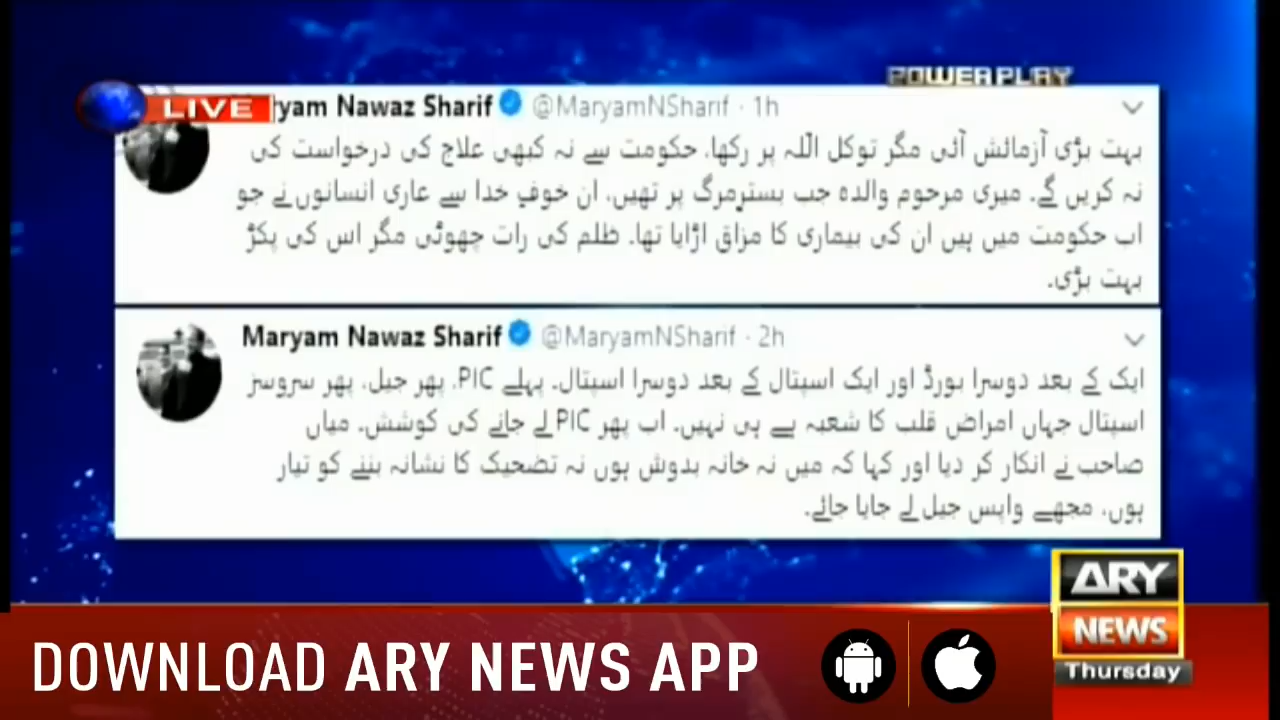 POWERPLAY
LIVE
yam Nawaz Sharif @MaryamNSharif · 1h
بہت بڑی آزمائش آئی مگر توکل اللہ پر رکھا۔ حکومت سے نہ کبھی علاج کی درخواست کی
نہ کریں گے۔ میری مرحوم والدہ جب بسترِمرگ پر تھیں، ان خوفِ خدا سے عاری انسانوں نے جو
اب حکومت میں ہیں ان کی بیماری کا مزاق اڑایا تھا۔ ظلم کی رات چھوٹی مگر اس کی پکڑ
بہت بڑی۔
Maryam Nawaz Sharif @MaryamNSharif · 2h
ایک کے بعد دوسرا بورڈ اور ایک اسپتال کے بعد دوسرا اسپتال۔ پہلے PIC، پھر جیل، پھر سروسز
اسپتال جہاں امراض قلب کا شعبہ ہے ہی نہیں۔ اب پھر PIC لے جانے کی کوشش۔ میاں
صاحب نے انکار کر دیا اور کہا کہ میں نہ خانہ بدوش ہوں نہ تضحیک کا نشانہ بننے کو تیار
ہوں، مجھے واپس جیل لے جایا جائے۔
ARY
NEWS
Thursday
DOWNLOAD ARY NEWS APP